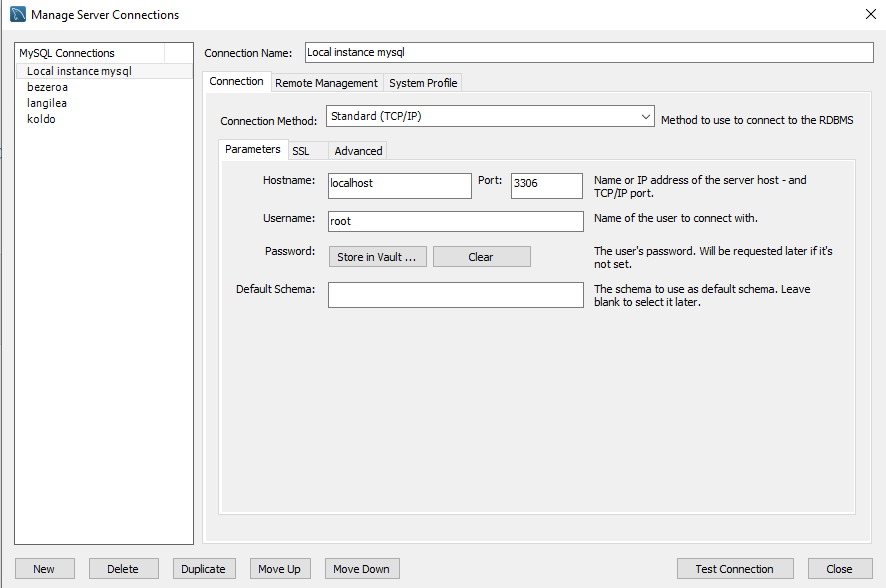 Manage Server Connections
MySQL Connections
Local instance mysql
bezeroa
langilea
koldo
Connection Name: Local instance mysql
Connection Remote Management System Profile
Connection Method: Standard (TCP/IP) Method to use to connect to the RDBMS
Parameters SSL Advanced
Hostname: localhost Port: 3306 Name or IP address of the server host - and
TCP/IP port.
Username: root Name of the user to connect with.
Password: Store in Vault ... Clear The user's password. Will be requested later if it's
not set.
Default Schema: The schema to use as default schema. Leave
blank to select it later.
New Delete Duplicate Move Up Move Down Test Connection Close